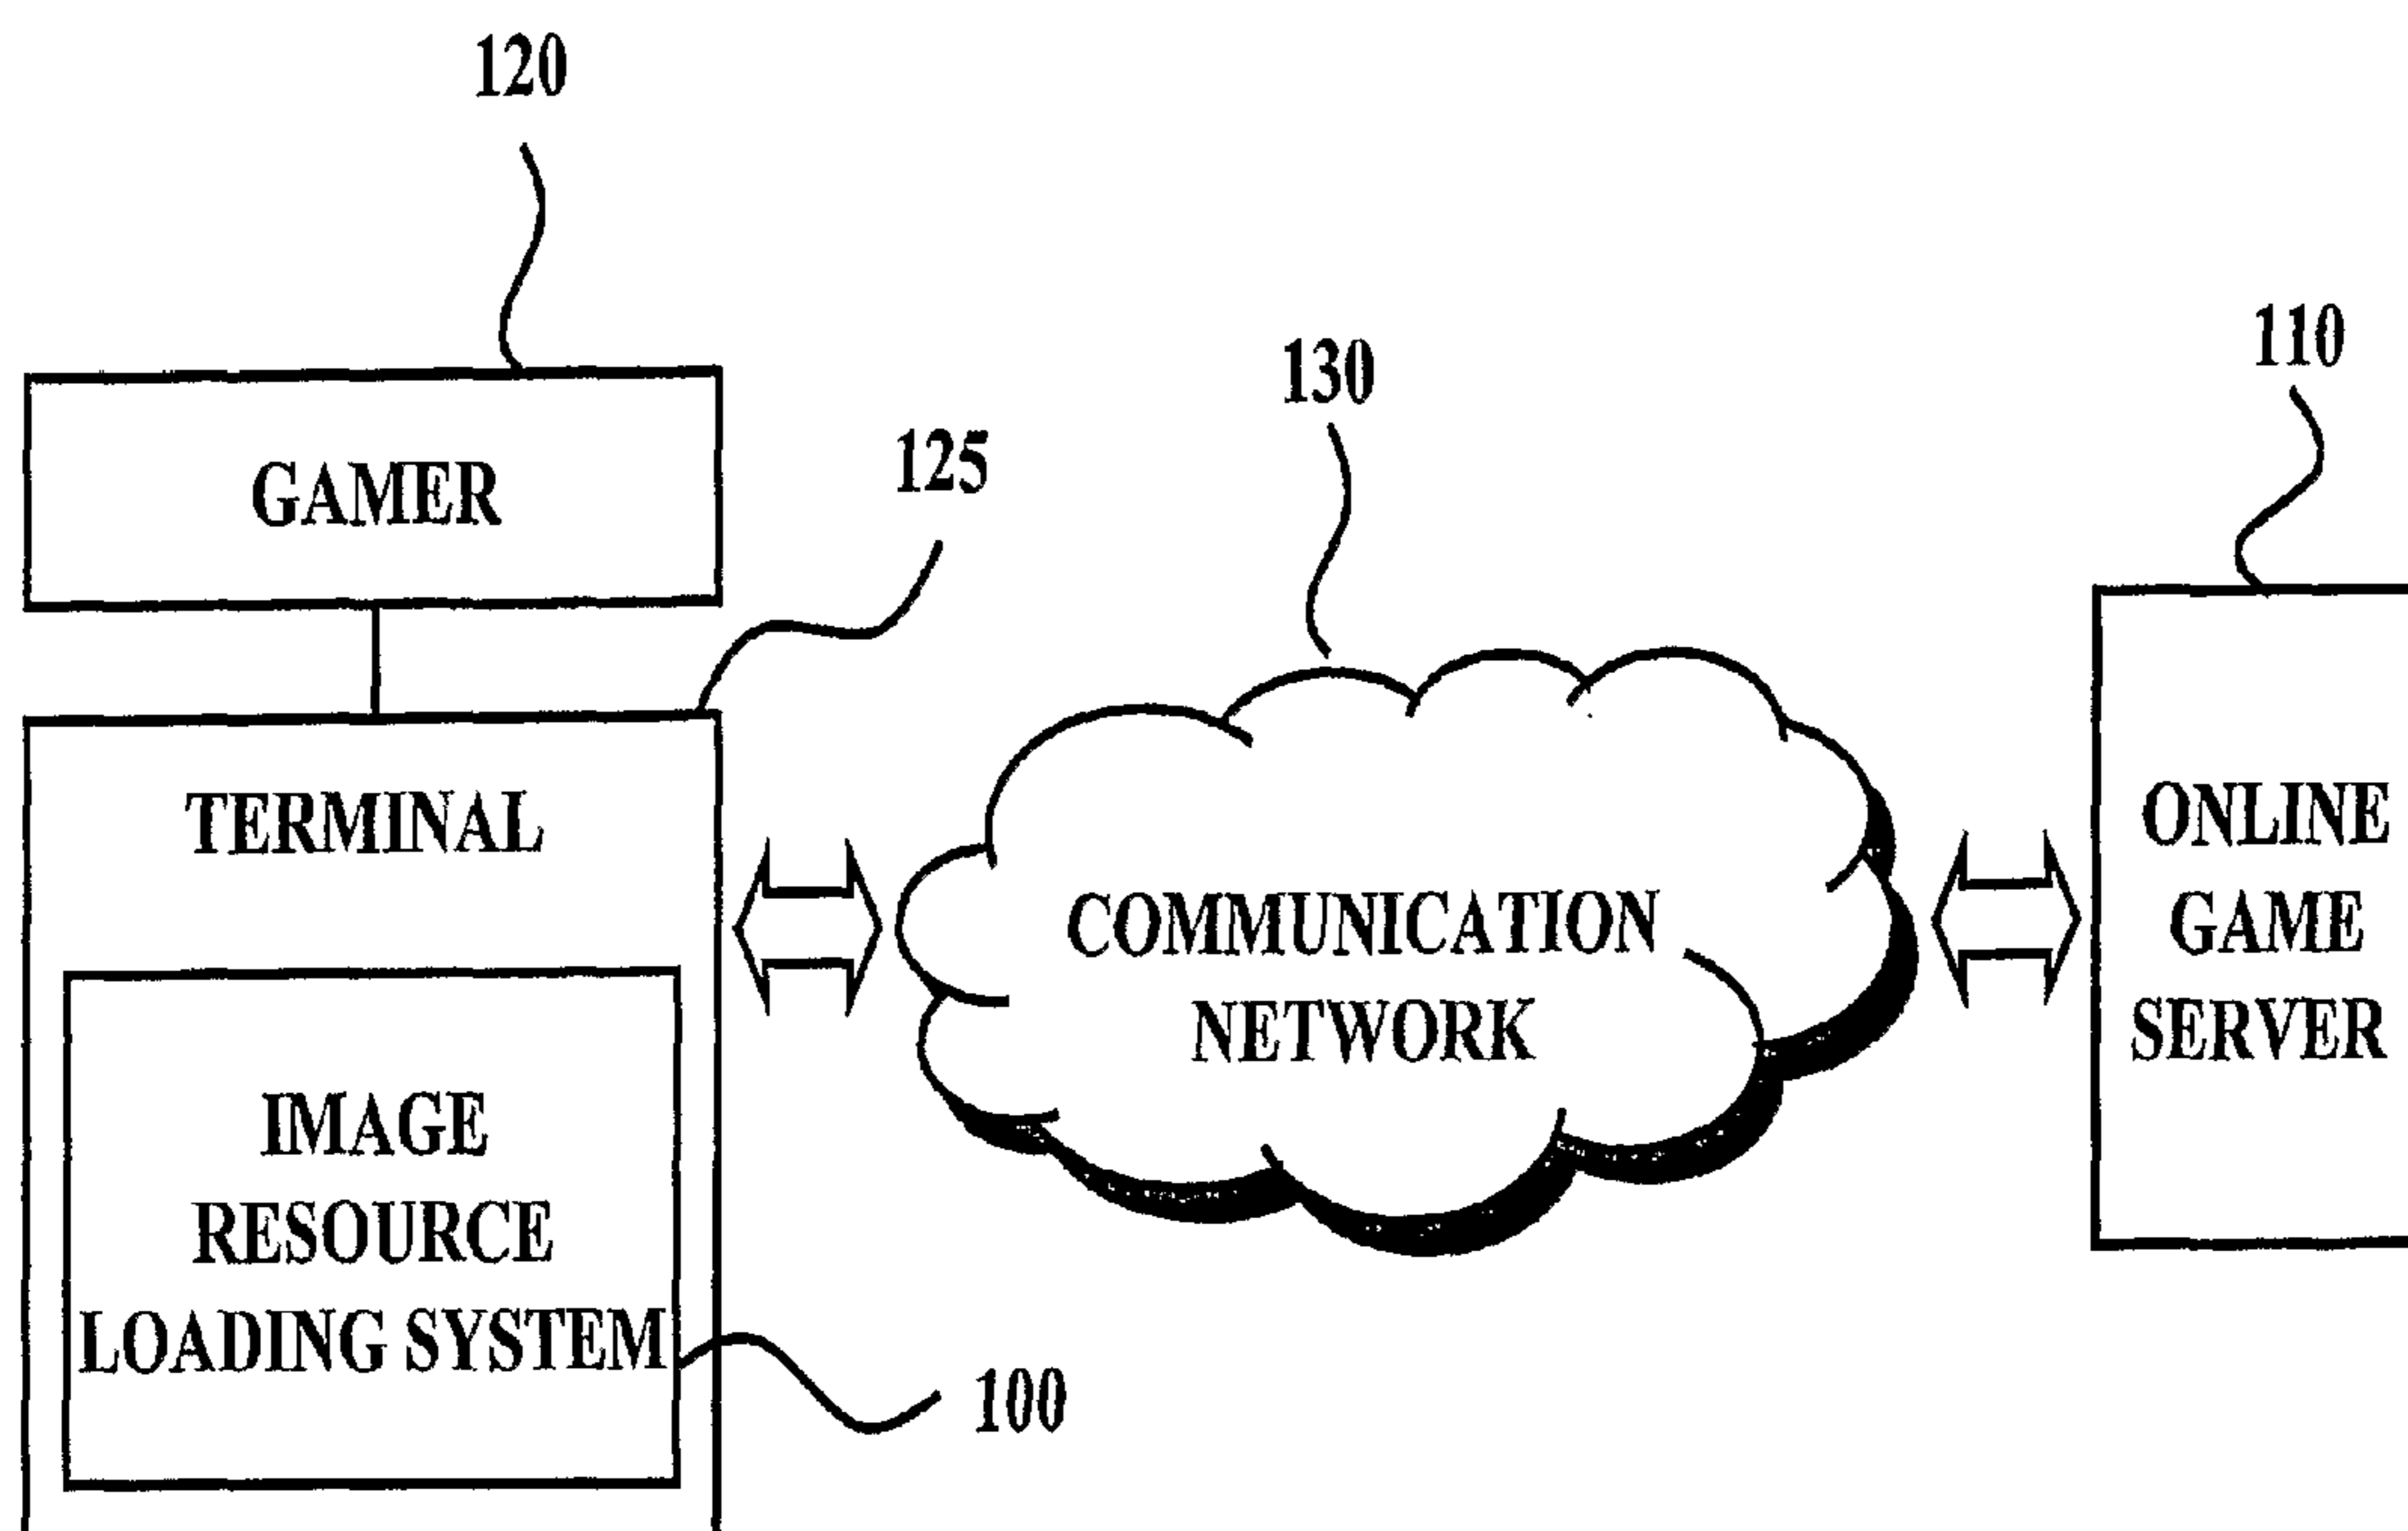 120
GAMER
125
130
110
TERMINAL
IMAGE
RESOURCE
LOADING SYSTEM
100
COMMUNICATION
NETWORK
ONLINE
GAME
SERVER